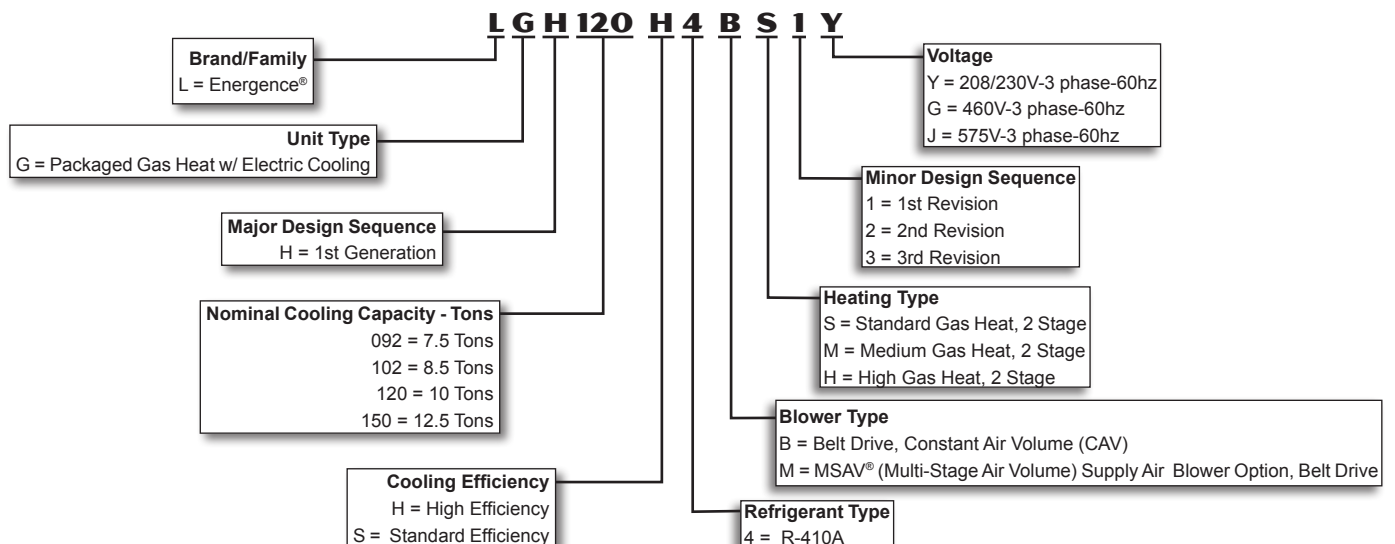 L G H 120 H 4 B S 1 Y
Brand/Family
L = Energence®
Unit Type
G = Packaged Gas Heat w/ Electric Cooling
Major Design Sequence
H = 1st Generation
Nominal Cooling Capacity - Tons
092 = 7.5 Tons
102 = 8.5 Tons
120 = 10 Tons
150 = 12.5 Tons
Cooling Efficiency
H = High Efficiency
S = Standard Efficiency
Voltage
Y = 208/230V-3 phase-60hz
G = 460V-3 phase-60hz
J = 575V-3 phase-60hz
Minor Design Sequence
1 = 1st Revision
2 = 2nd Revision
3 = 3rd Revision
Heating Type
S = Standard Gas Heat, 2 Stage
M = Medium Gas Heat, 2 Stage
H = High Gas Heat, 2 Stage
Blower Type
B = Belt Drive, Constant Air Volume (CAV)
M = MSAV® (Multi-Stage Air Volume) Supply Air Blower Option, Belt Drive
Refrigerant Type
4 = R-410A